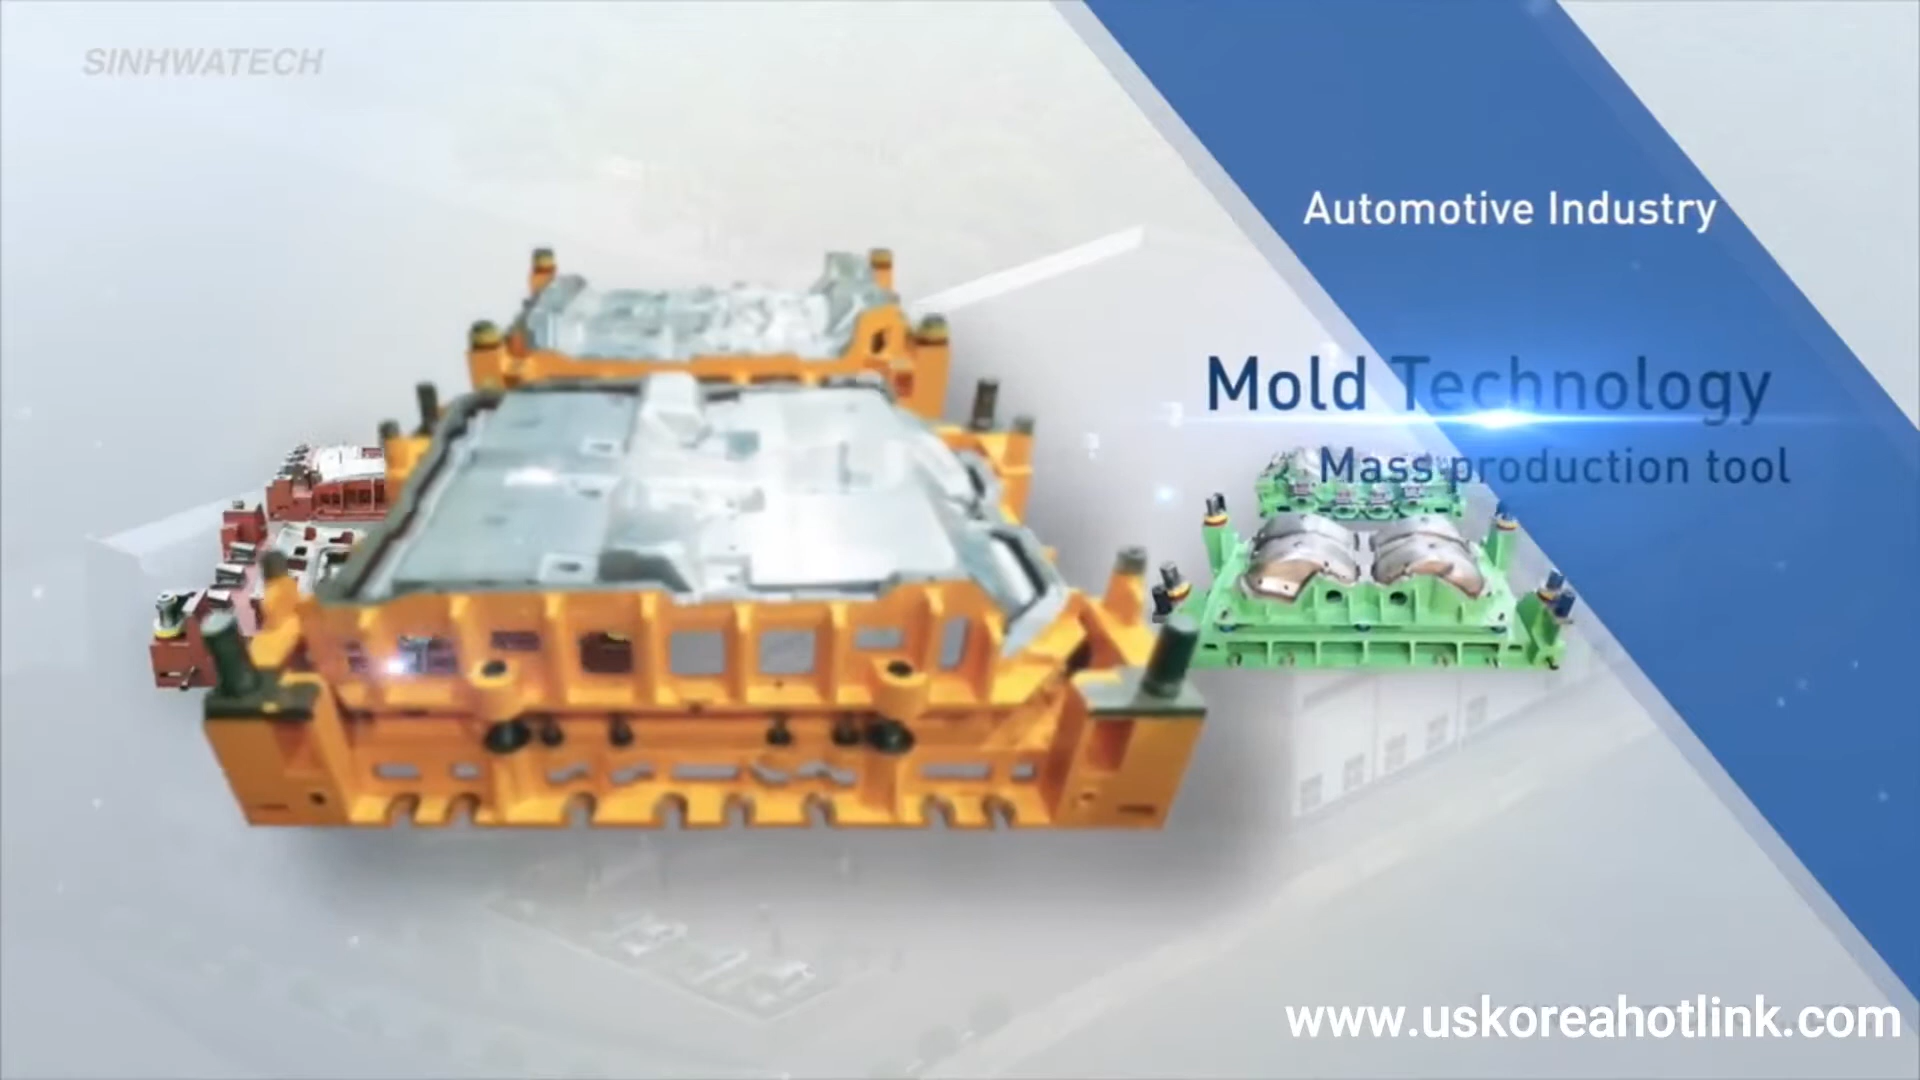 SINHWATECH
Automotive Industry
Mold Technology
Mass production tool
www.uskoreahotlink.com